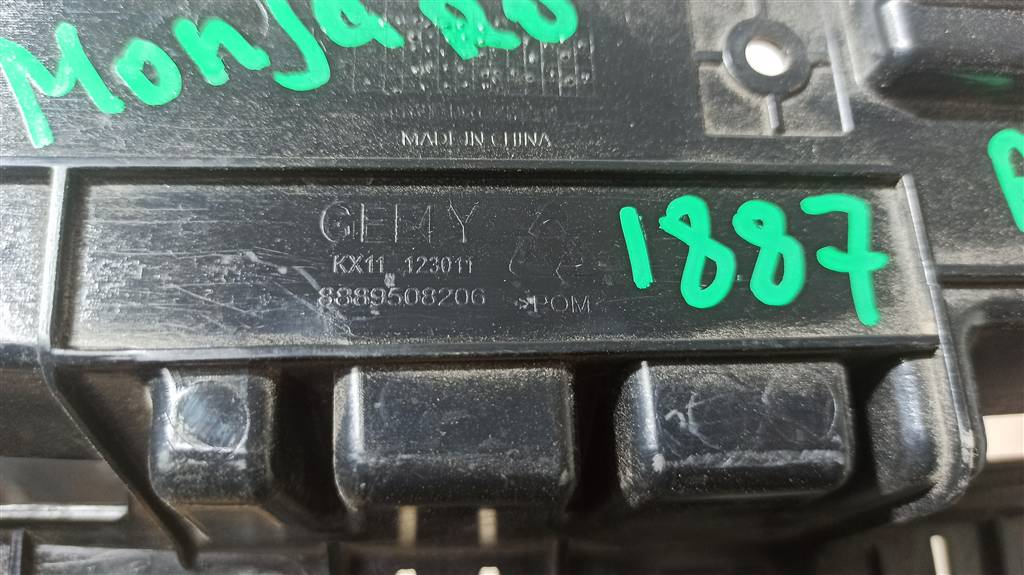 Monjaro
MADE IN CHINA
GEELY
KX11 123011
8889508206
>POM
1887